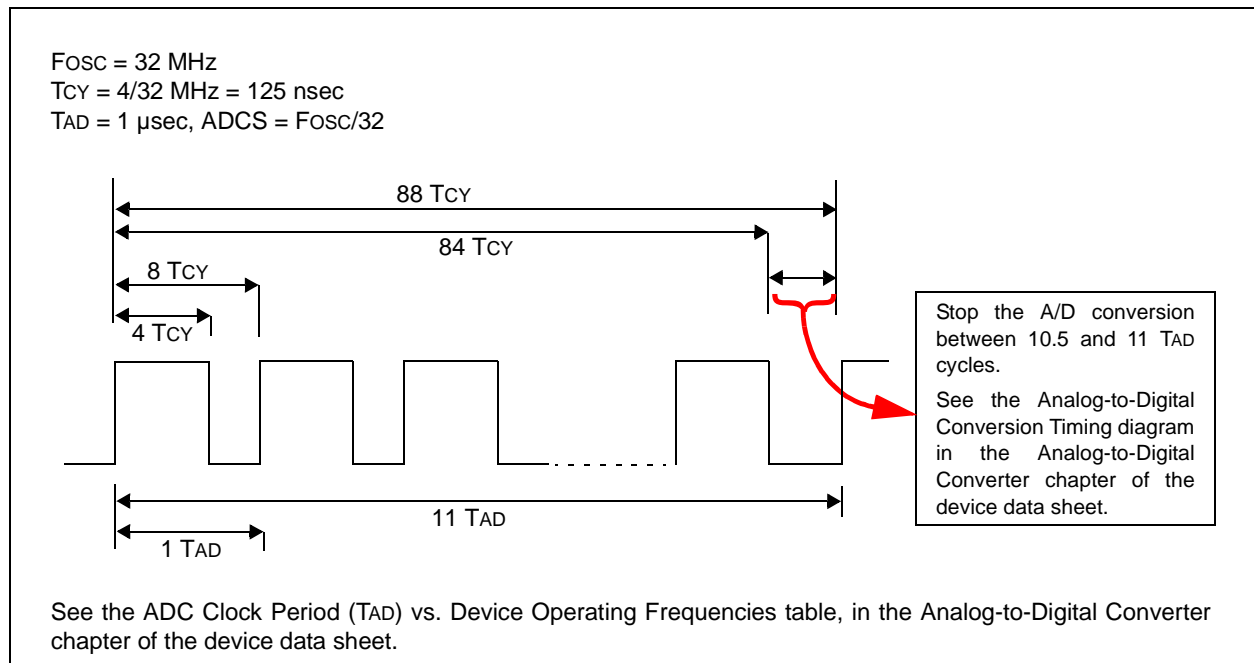 FOSC = 32 MHz
TCY = 4/32 MHz = 125 nsec
TAD = 1 µsec, ADCS = FOSC/32
88 TCY
84 TCY
8 TCY
4 TCY
Stop the A/D conversion
between 10.5 and 11 TAD
cycles.
See the Analog-to-Digital
Conversion Timing diagram
in the Analog-to-Digital
Converter chapter of the
device data sheet.
11 TAD
1 TAD
See the ADC Clock Period (TAD) vs. Device Operating Frequencies table, in the Analog-to-Digital Converter
chapter of the device data sheet.